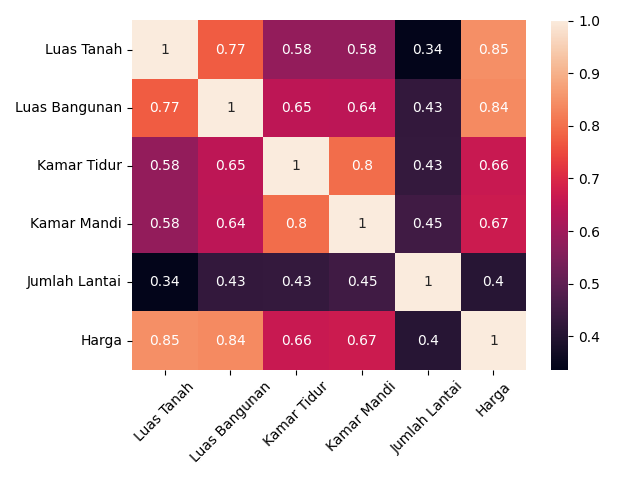 Luas Tanah 1 0.77 0.58 0.58 0.34 0.85
Luas Bangunan 0.77 1 0.65 0.64 0.43 0.84
Kamar Tidur 0.58 0.65 1 0.8 0.43 0.66
Kamar Mandi 0.58 0.64 0.8 1 0.45 0.67
Jumlah Lantai 0.34 0.43 0.43 0.45 1 0.4
Harga 0.85 0.84 0.66 0.67 0.4 1
Luas Tanah
Luas Bangunan
Kamar Tidur
Kamar Mandi
Jumlah Lantai
Harga
1.0
0.9
0.8
0.7
0.6
0.5
0.4